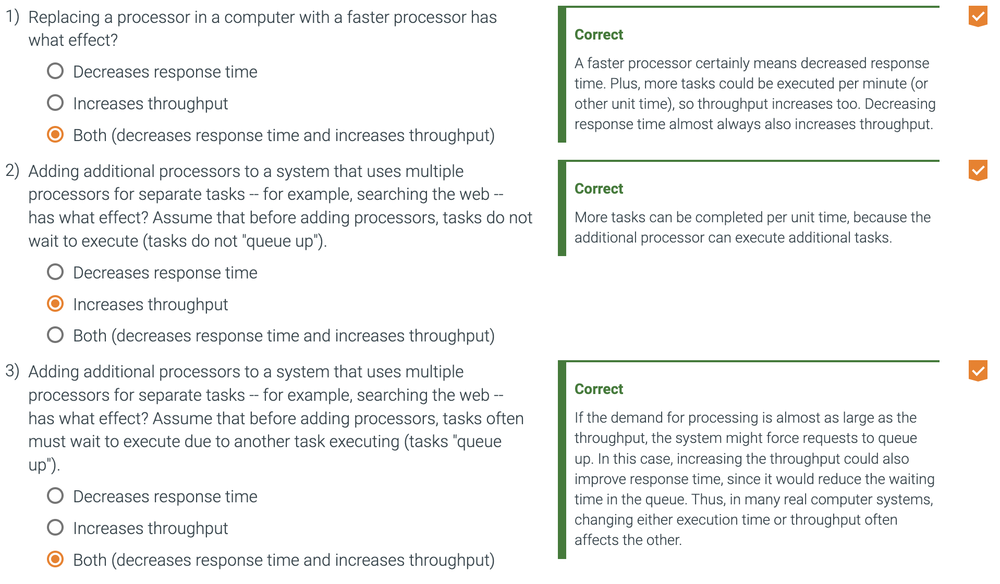 1) Replacing a processor in a computer with a faster processor has
what effect?
Decreases response time
Increases throughput
Both (decreases response time and increases throughput)
Correct
A faster processor certainly means decreased response
time. Plus, more tasks could be executed per minute (or
other unit time), so throughput increases too. Decreasing
response time almost always also increases throughput.
2) Adding additional processors to a system that uses multiple
processors for separate tasks -- for example, searching the web --
has what effect? Assume that before adding processors, tasks do not
wait to execute (tasks do not "queue up").
Decreases response time
Increases throughput
Both (decreases response time and increases throughput)
Correct
More tasks can be completed per unit time, because the
additional processor can execute additional tasks.
3) Adding additional processors to a system that uses multiple
processors for separate tasks -- for example, searching the web --
has what effect? Assume that before adding processors, tasks often
must wait to execute due to another task executing (tasks "queue
up").
Decreases response time
Increases throughput
Both (decreases response time and increases throughput)
Correct
If the demand for processing is almost as large as the
throughput, the system might force requests to queue
up. In this case, increasing the throughput could also
improve response time, since it would reduce the waiting
time in the queue. Thus, in many real computer systems,
changing either execution time or throughput often
affects the other.